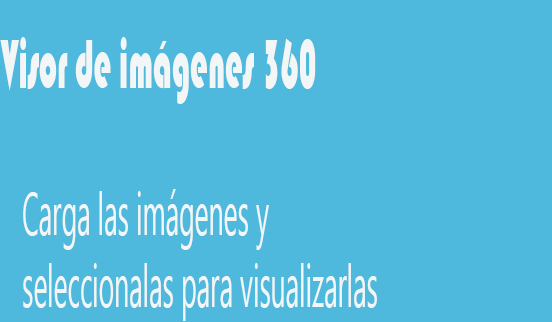 Visor de imágenes 360
Carga las imágenes y
seleccionalas para visualizarlas